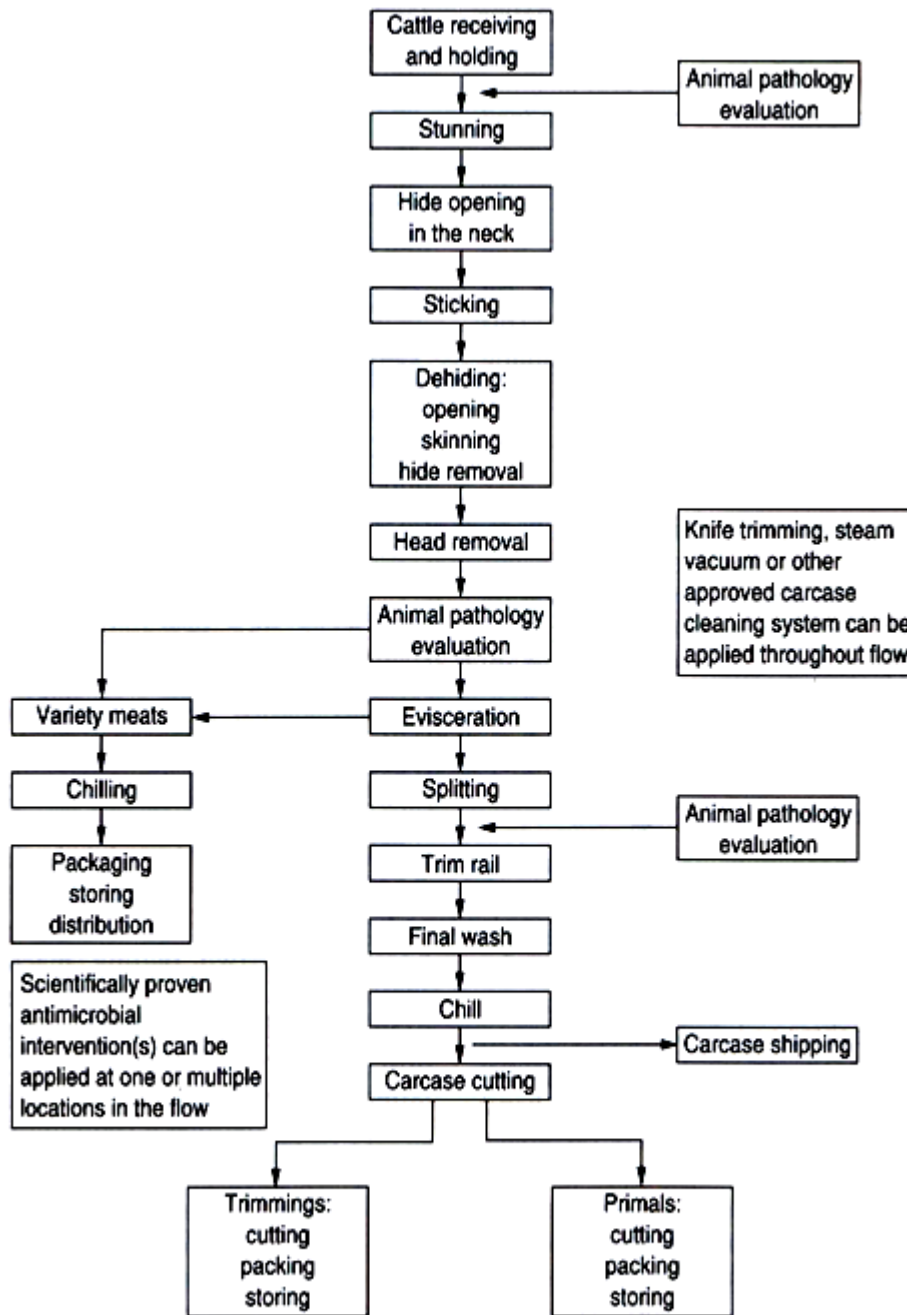 Cattle receiving
and holding
Animal pathology
evaluation
Stunning
Hide opening
in the neck
Sticking
Dehiding:
opening
skinning
hide removal
Head removal
Knife trimming, steam
vacuum or other
approved carcase
cleaning system can be
applied throughout flow
Animal pathology
evaluation
Variety meats
Evisceration
Chilling
Splitting
Animal pathology
evaluation
Packaging
storing
distribution
Trim rail
Final wash
Scientifically proven
antimicrobial
intervention(s) can be
applied at one or multiple
locations in the flow
Chill
Carcase shipping
Carcase cutting
Trimmings:
cutting
packing
storing
Primals:
cutting
packing
storing